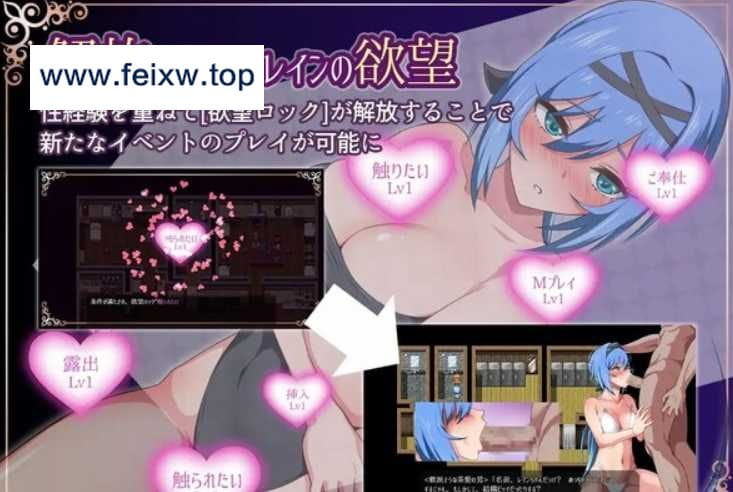 レインの欲望
www.feixw.top
性経験を重ねて[欲望ロック]が解放することで
新たなイベントのプレイが可能に
触りたい
Lv1
ご奉仕
Lv1
Lv1
Mプレイ
Lv1
露出
Lv1
挿入
Lv1
触られたい